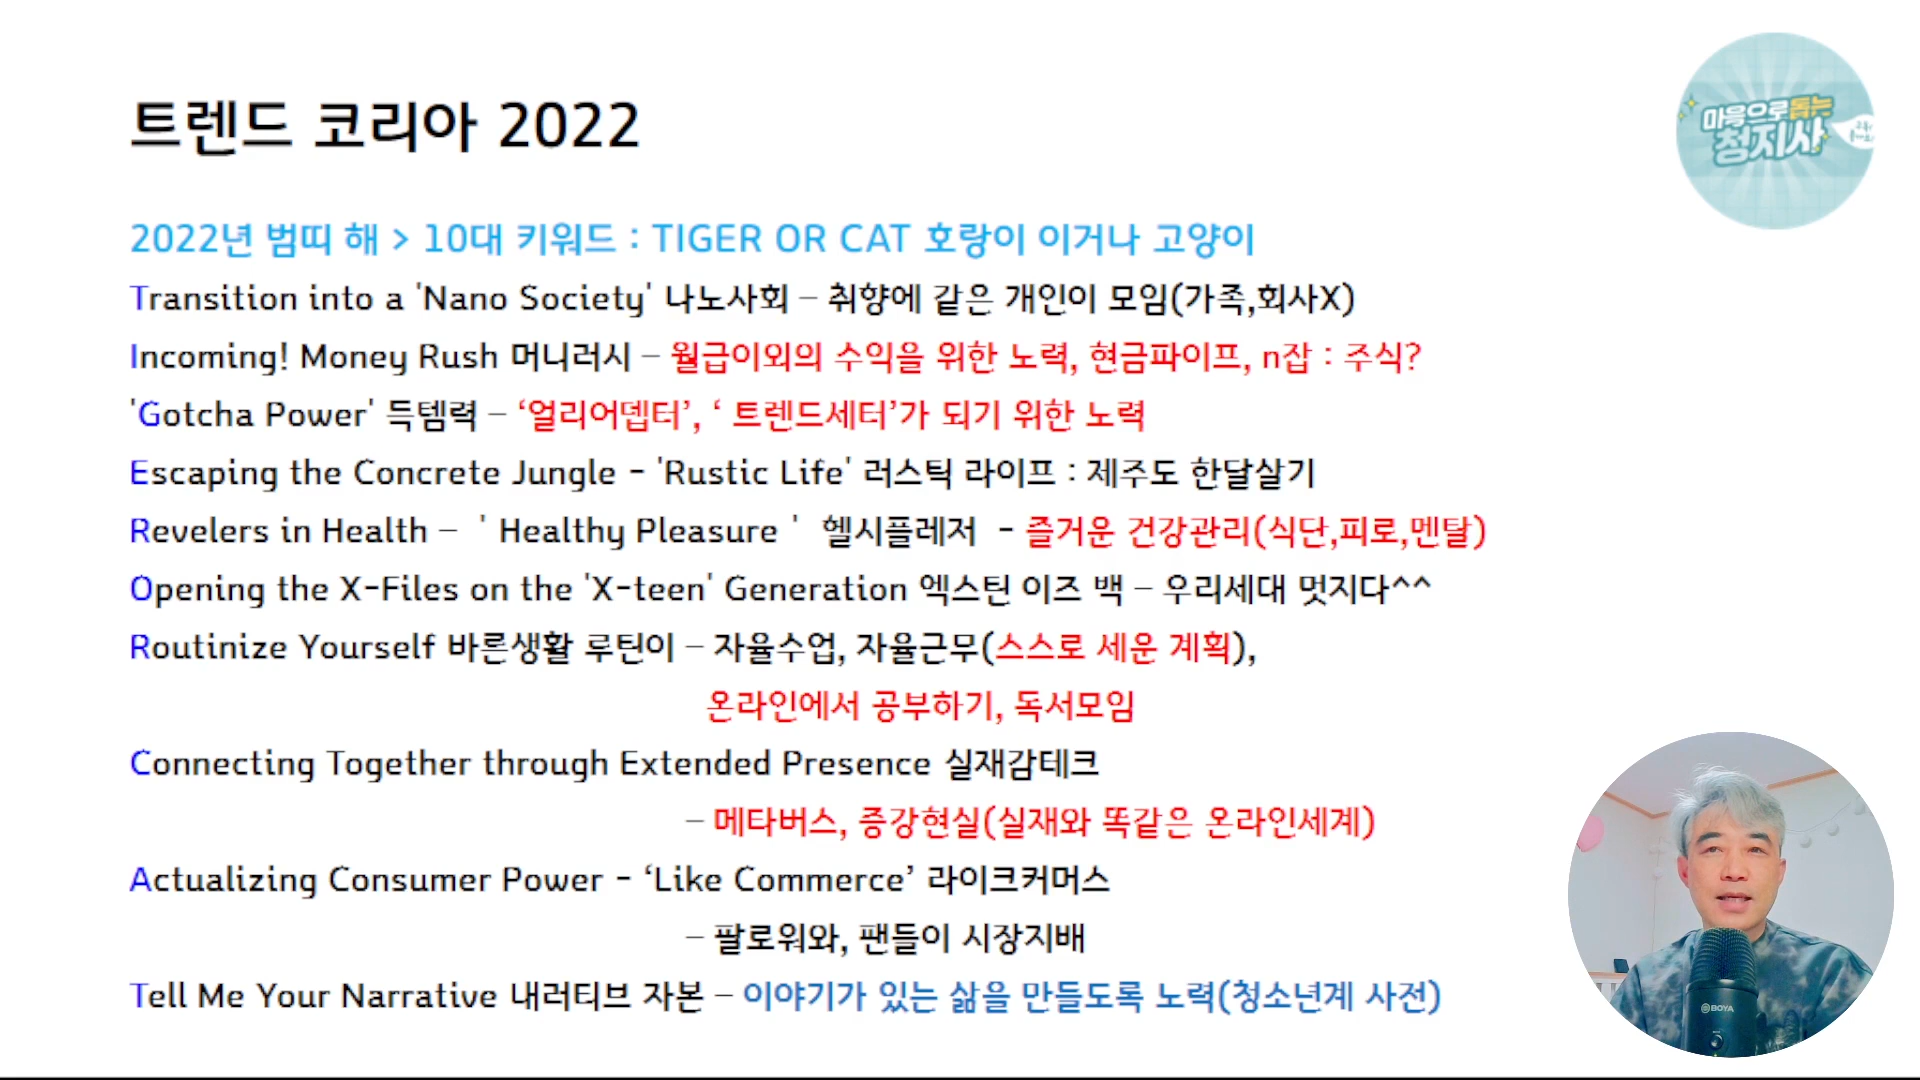 트렌드 코리아 2022
마음으로 돕는
청지사
2022년 범띠 해 > 10대 키워드 : TIGER OR CAT 호랑이 이거나 고양이
Transition into a 'Nano Society' 나노사회 – 취향에 같은 개인이 모임(가족,회사X)
Incoming! Money Rush 머니러시 – 월급이외의 수익을 위한 노력, 현금파이프, n잡 : 주식?
'Gotcha Power' 득템력 – ‘얼리어뎁터’, ‘ 트렌드세터’가 되기 위한 노력
Escaping the Concrete Jungle - 'Rustic Life' 러스틱 라이프 : 제주도 한달살기
Revelers in Health – ' Healthy Pleasure ' 헬시플레저 - 즐거운 건강관리(식단,피로,멘탈)
Opening the X-Files on the 'X-teen' Generation 엑스틴 이즈 백 – 우리세대 멋지다^^
Routinize Yourself 바른생활 루틴이 – 자율수업, 자율근무(스스로 세운 계획),
온라인에서 공부하기, 독서모임
Connecting Together through Extended Presence 실재감테크
– 메타버스, 증강현실(실재와 똑같은 온라인세계)
Actualizing Consumer Power - ‘Like Commerce’ 라이크커머스
– 팔로워와, 팬들이 시장지배
Tell Me Your Narrative 내러티브 자본 – 이야기가 있는 삶을 만들도록 노력(청소년계 사전)
BOYA